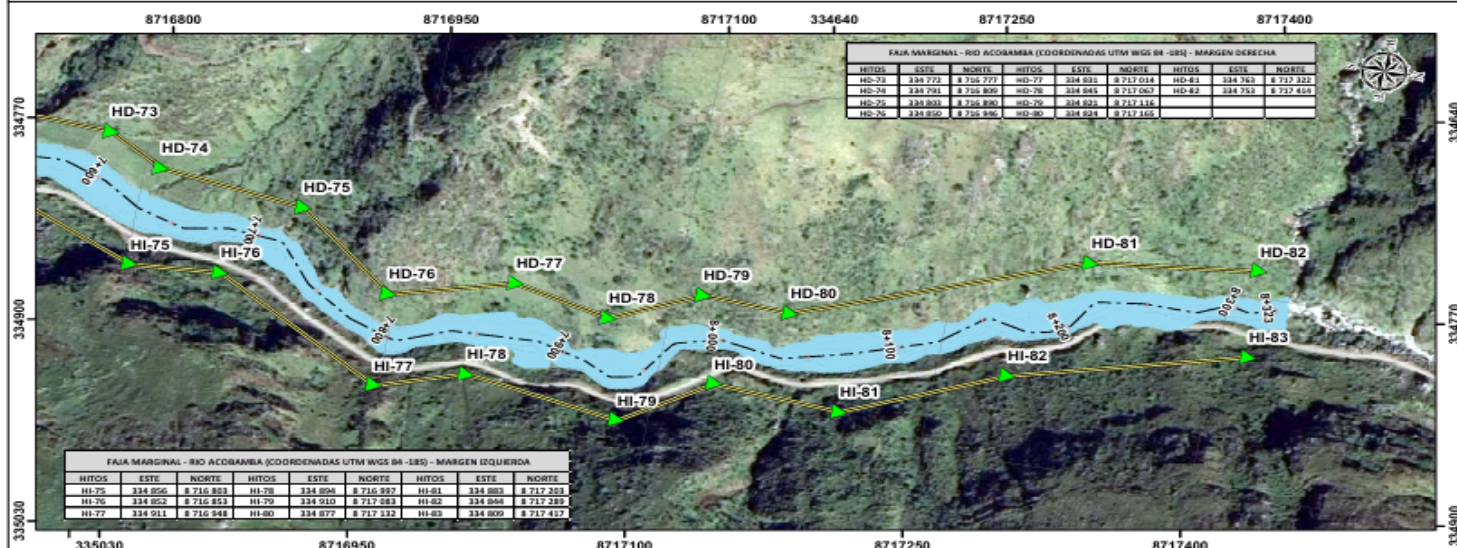 8716800 8716950 8717100 334640 8717250 8717400
FAJA MARGINAL - RIO ACOBAMBA (COORDENADAS UTM WGS 84 -18S) - MARGEN DERECHA
HITOS ESTE NORTE HITOS ESTE NORTE HITOS ESTE NORTE
HD-73 334 772 8 716 777 HD-77 334 831 8 717 014 HD-81 334 763 8 717 322
HD-74 334 791 8 716 809 HD-78 334 845 8 717 067 HD-82 334 753 8 717 414
HD-75 334 803 8 716 890 HD-79 334 821 8 717 116
HD-76 334 850 8 716 946 HD-80 334 824 8 717 165
334770
334640
HD-73
HD-74
HD-75
7+600
7+700
HI-75
HI-76
HD-76
HD-77
HD-78
HD-79
HD-80
HD-81
HD-82
334900
334770
7+800
7+900
8+000
8+100
8+200
8+300
8+323
HI-77
HI-78
HI-79
HI-80
HI-81
HI-82
HI-83
FAJA MARGINAL - RIO ACOBAMBA (COORDENADAS UTM WGS 84 -18S) - MARGEN IZQUIERDA
HITOS ESTE NORTE HITOS ESTE NORTE HITOS ESTE NORTE
HI-75 334 856 8 716 803 HI-78 334 894 8 716 997 HI-81 334 883 8 717 203
HI-76 334 852 8 716 853 HI-79 334 910 8 717 083 HI-82 334 844 8 717 289
HI-77 334 911 8 716 948 HI-80 334 877 8 717 132 HI-83 334 809 8 717 417
335030
334900
335030 8716950 8717100 8717250 8717400